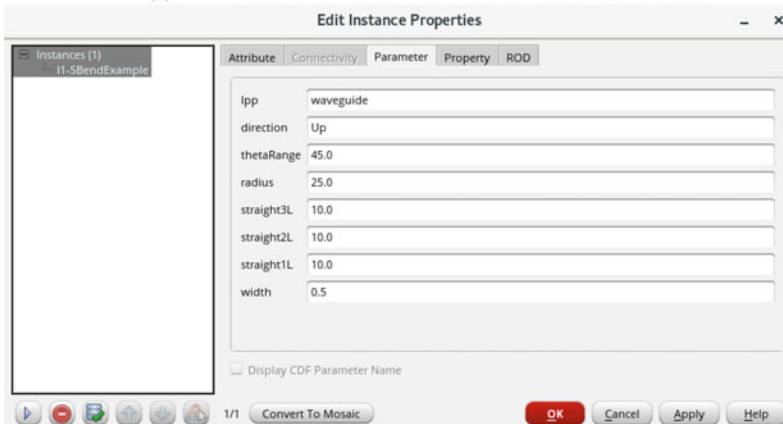 Edit Instance Properties
Instances (1)
I1-SBendExample
Attribute Connectivity Parameter Property ROD
lpp waveguide
direction Up
thetaRange 45.0
radius 25.0
straight3L 10.0
straight2L 10.0
straight1L 10.0
width 0.5
Display CDF Parameter Name
1/1 Convert To Mosaic OK Cancel Apply Help